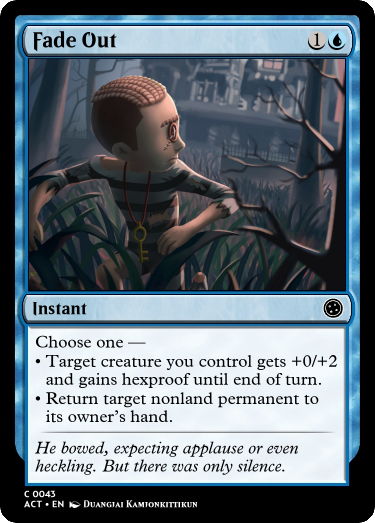 Fade Out 1
Instant
Choose one —
• Target creature you control gets +0/+2
and gains hexproof until end of turn.
• Return target nonland permanent to
its owner's hand.
He bowed, expecting applause or even
heckling. But there was only silence.
C 0043
ACT • EN Duangjai Kamjonkittikun